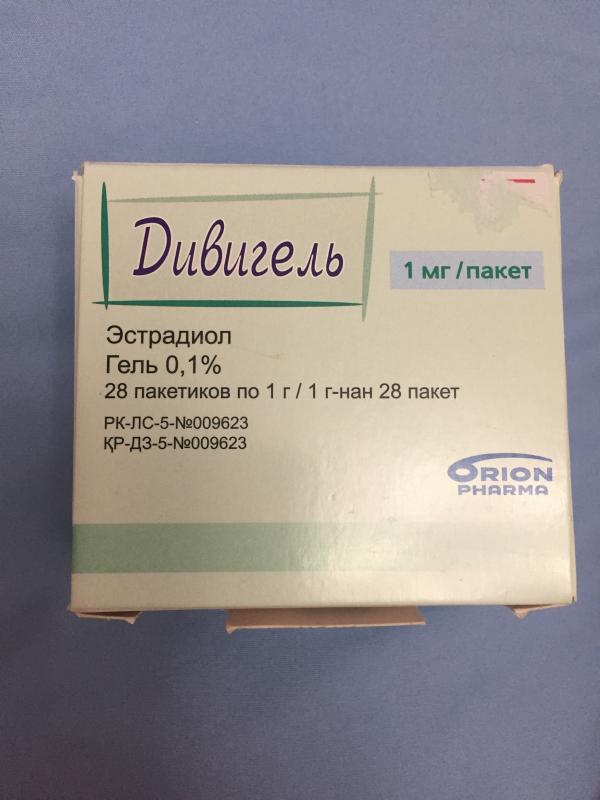 Дивигель
1 мг/пакет
Эстрадиол
Гель 0,1%
28 пакетиков по 1 г / 1 г-нан 28 пакет
РК-ЛС-5-№009623
ҚР-ДЗ-5-№009623
ORION
PHARMA